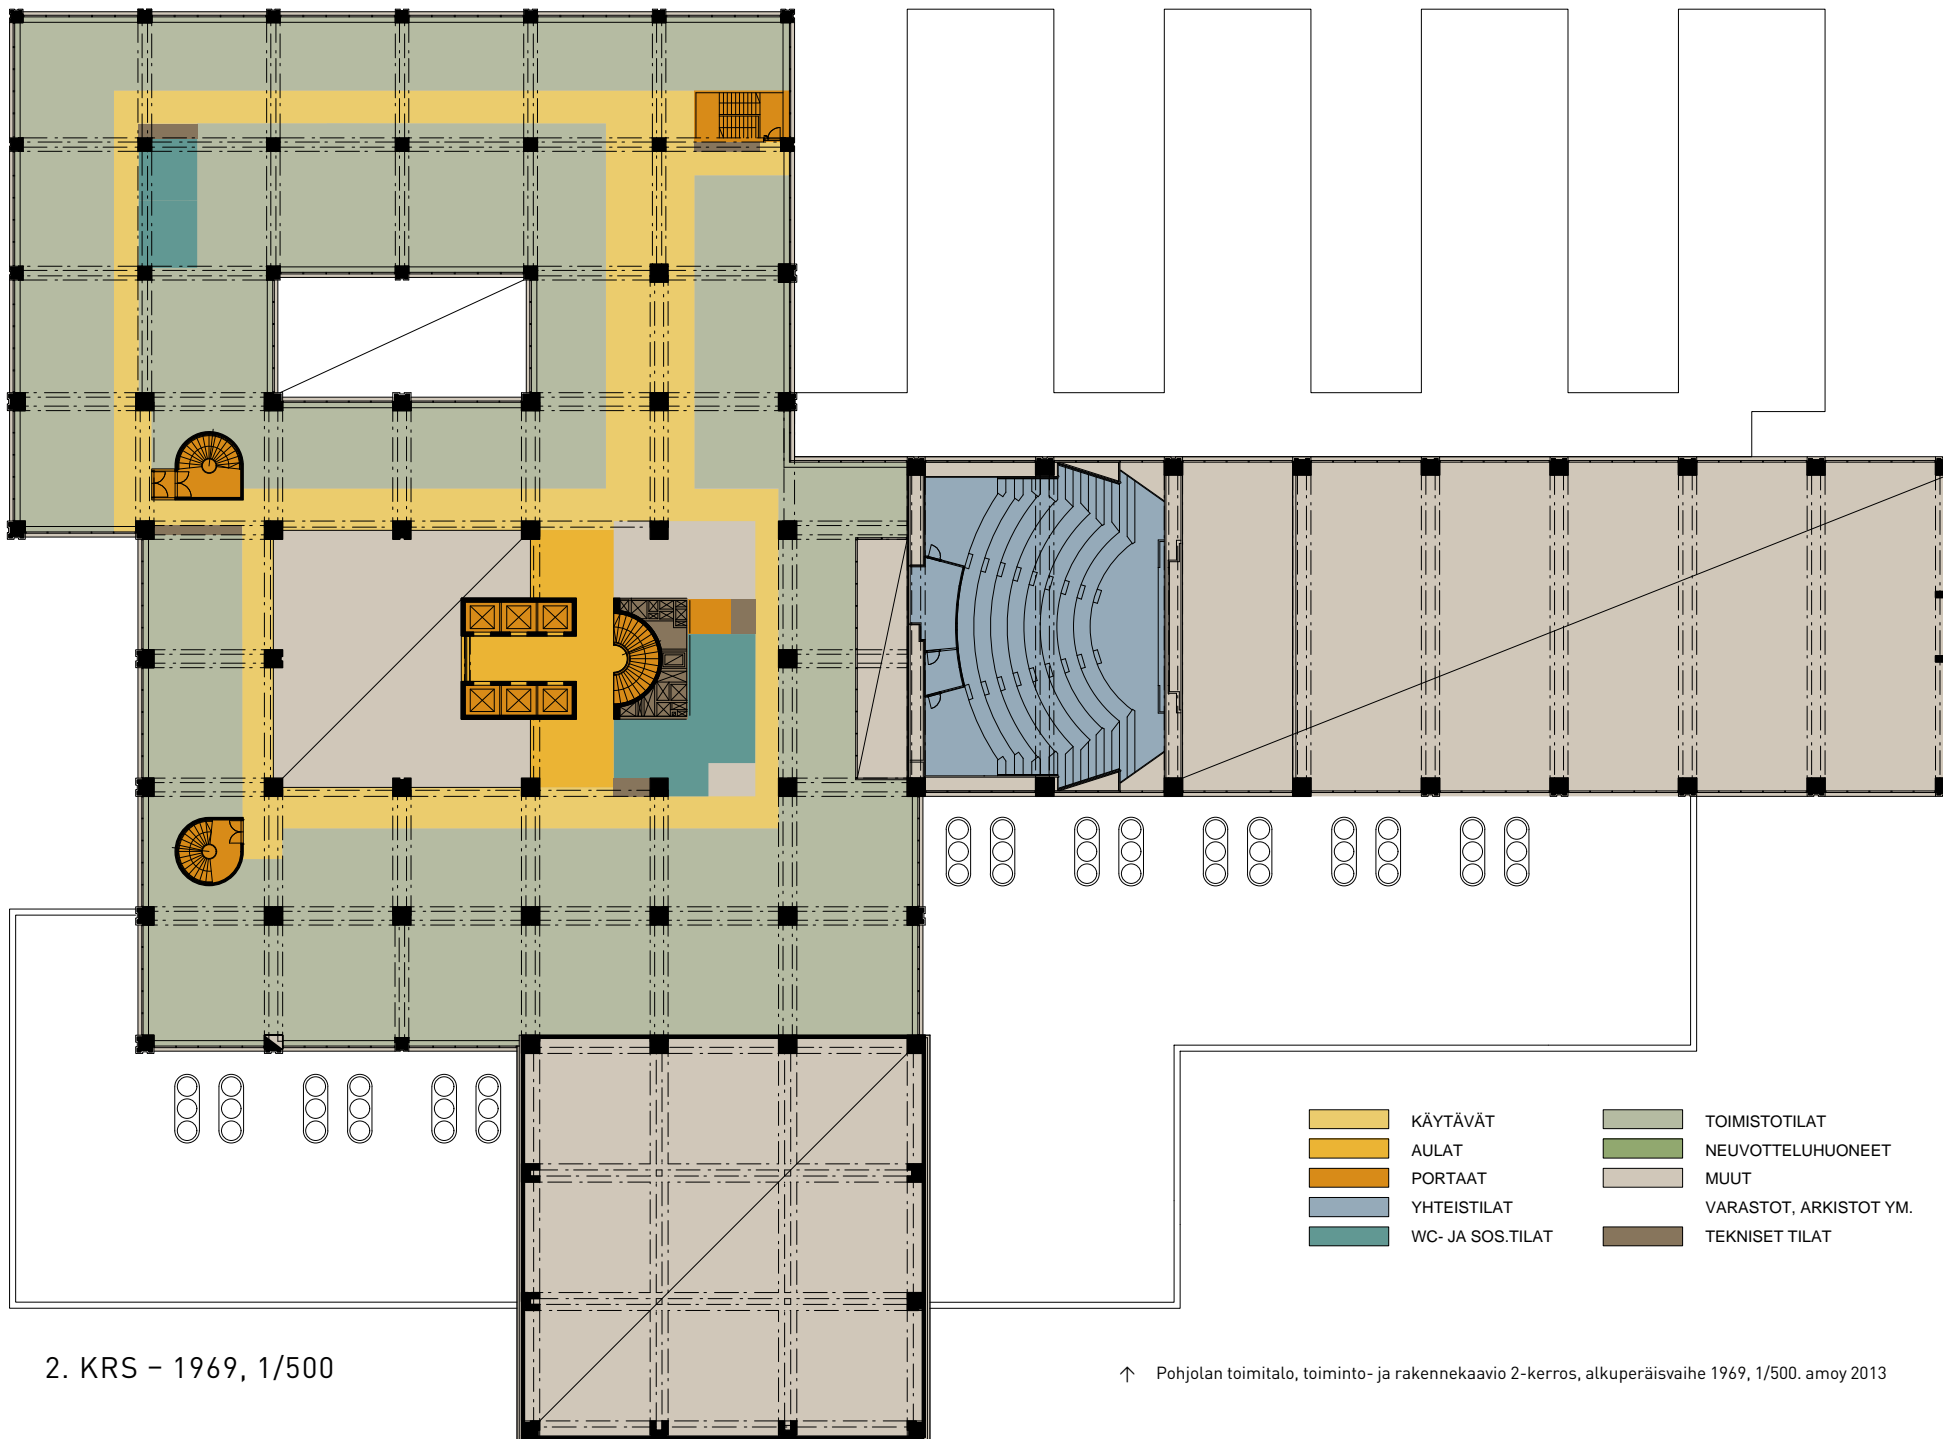 KÄYTÄVÄT
AULAT
PORTAAT
YHTEISTILAT
WC- JA SOS.TILAT
TOIMISTOTILAT
NEUVOTTELUHUONEET
MUUT
VARASTOT, ARKISTOT YM.
TEKNISET TILAT
2. KRS – 1969, 1/500
↑ Pohjolan toimitalo, toiminto- ja rakennekaavio 2-kerros, alkuperäisvaihe 1969, 1/500. amoy 2013